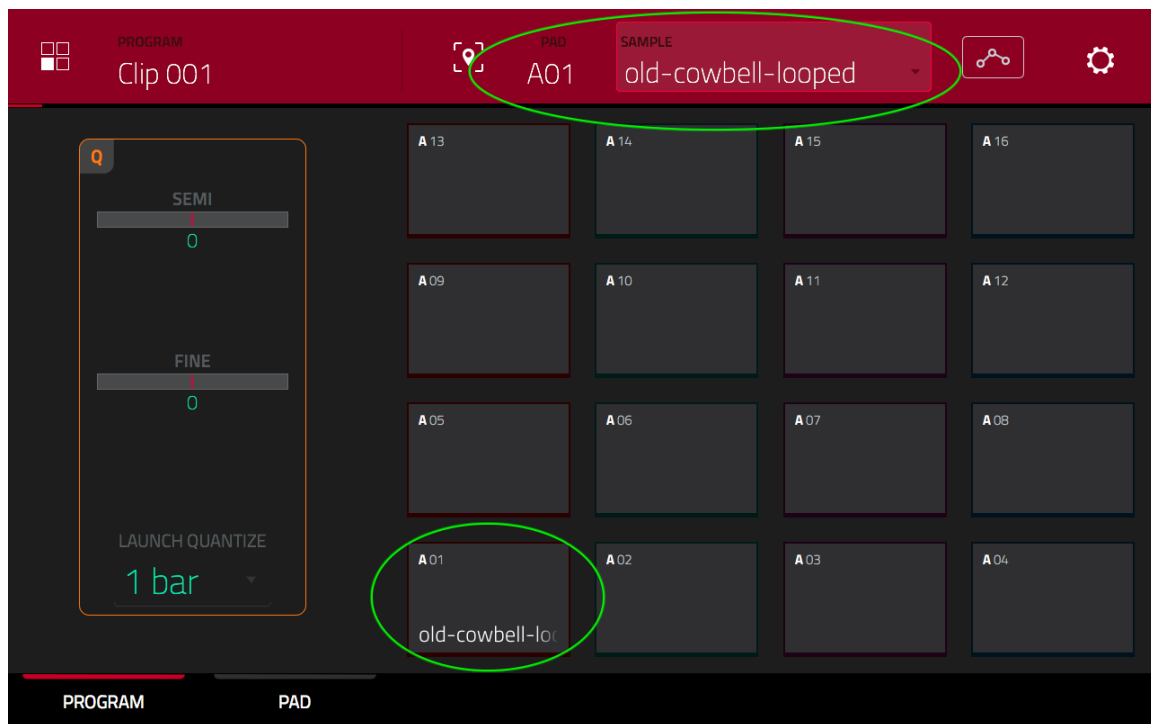 PROGRAM
Clip 001
PAD
A01
SAMPLE
old-cowbell-looped
Q
SEMI
0
FINE
0
LAUNCH QUANTIZE
1 bar
A 13
A 14
A 15
A 16
A 09
A 10
A 11
A 12
A 05
A 06
A 07
A 08
A 01
A 02
A 03
A 04
old-cowbell-loo
PROGRAM
PAD